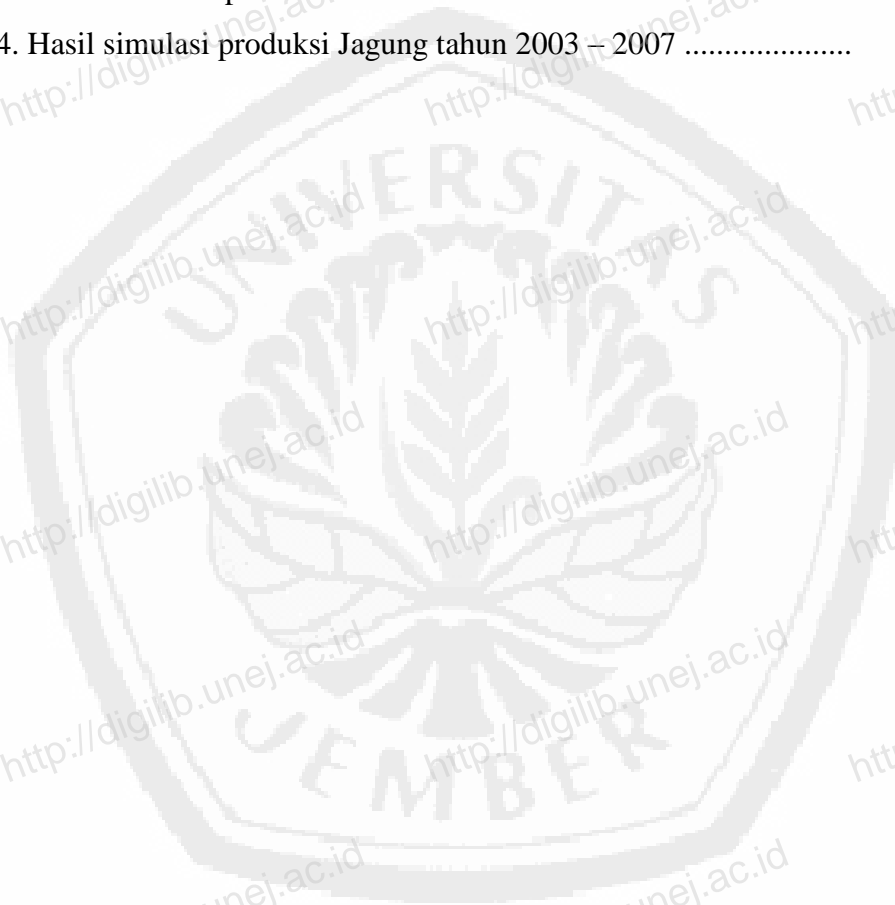 4. Hasil simulasi produksi Jagung tahun 2003 – 2007 .....................
http://digilib.unej.ac.id
http://digilib.unej.ac.id
UNIVERSITAS
http://digilib.unej.ac.id
http://digilib.unej.ac.id
http://digilib.unej.ac.id
http://digilib.unej.ac.id
http://digilib.unej.ac.id
http://digilib.unej.ac.id
JEMBER